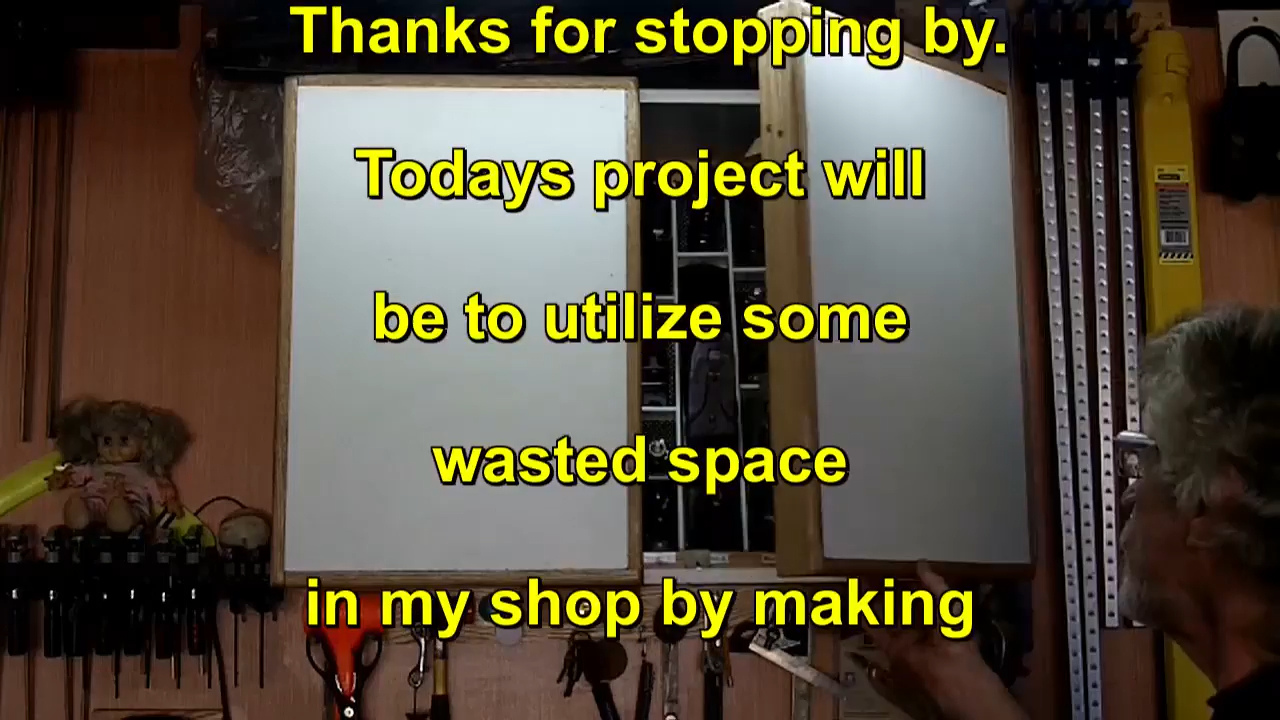 Thanks for stopping by.
Todays project will
be to utilize some
wasted space
in my shop by making